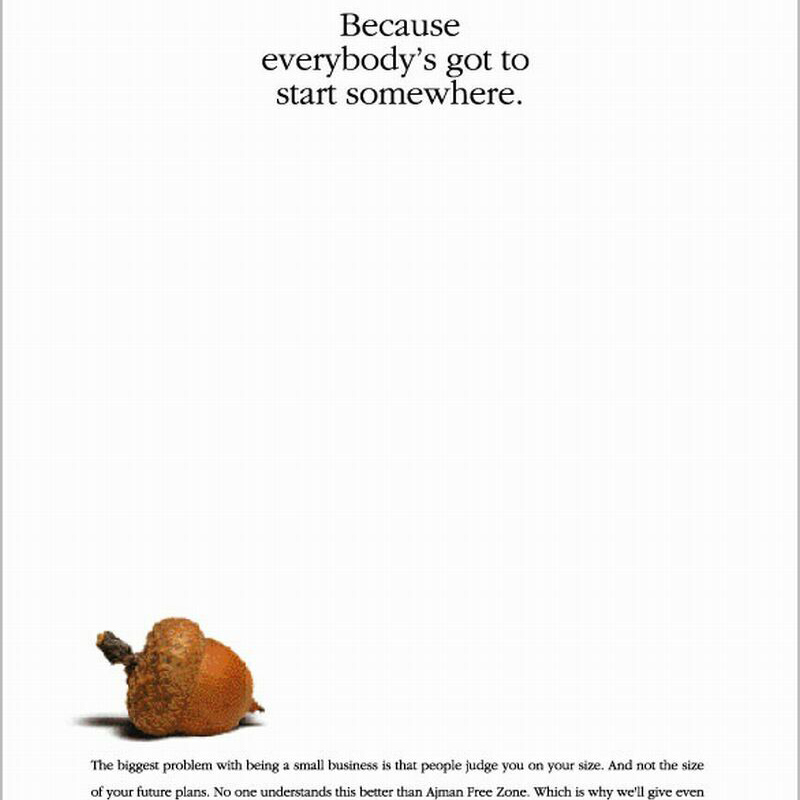 Because
everybody’s got to
start somewhere.
The biggest problem with being a small business is that people judge you on your size. And not the size
of your future plans. No one understands this better than Ajman Free Zone. Which is why we'll give even